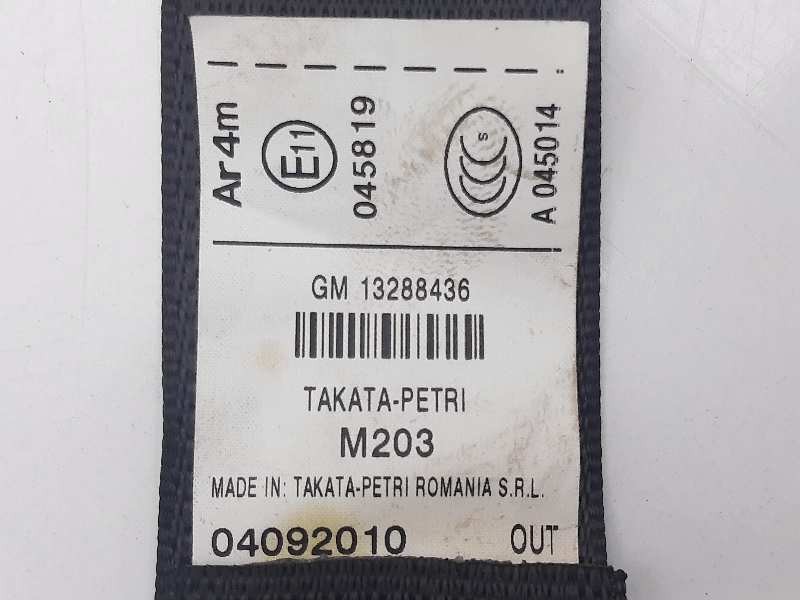 Ar4m
E11
045819
S
A 045014
GM 13288436
TAKATA-PETRI
M203
MADE IN: TAKATA-PETRI ROMANIA S.R.L.
04092010 OUT